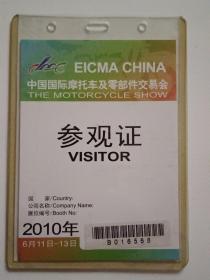 EICMA CHINA
中国国际摩托车及零部件交易会
THE MOTORCYCLE SHOW
参观证
VISITOR
国 家/Country:
公司名称/Company Name:
展位编号/Booth No:
2010年
6月11日-13日
B016558